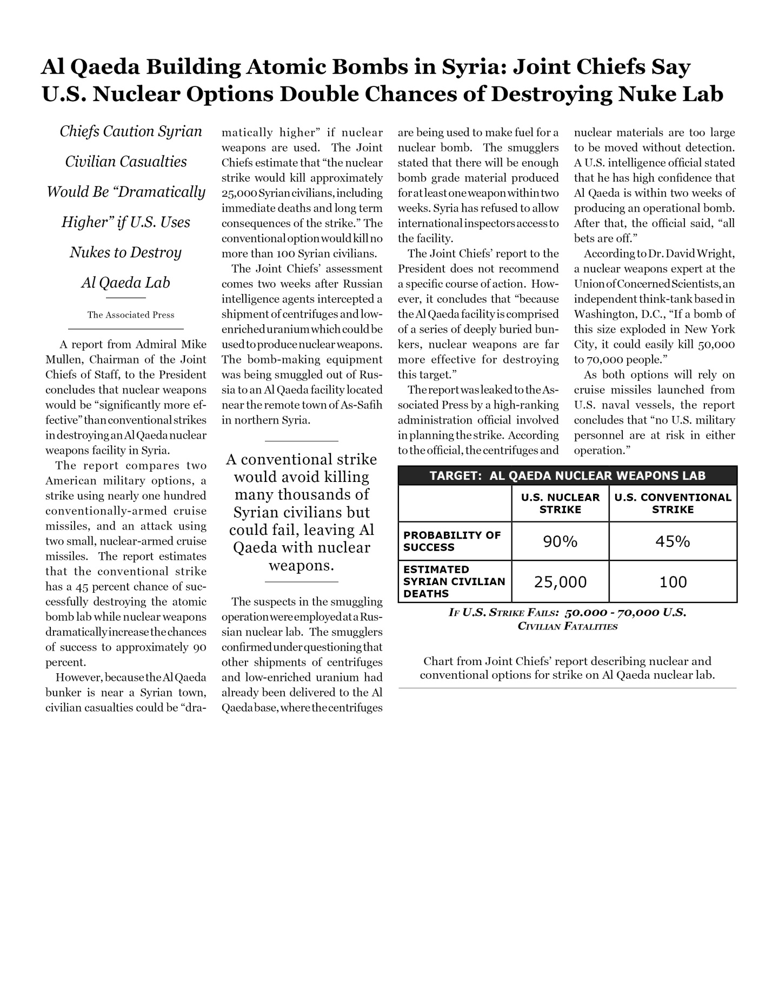 Al Qaeda Building Atomic Bombs in Syria: Joint Chiefs Say
U.S. Nuclear Options Double Chances of Destroying Nuke Lab
Chiefs Caution Syrian
Civilian Casualties
Would Be “Dramatically
Higher” if U.S. Uses
Nukes to Destroy
Al Qaeda Lab
The Associated Press
A report from Admiral Mike
Mullen, Chairman of the Joint
Chiefs of Staff, to the President
concludes that nuclear weapons
would be “significantly more ef-
fective” than conventional strikes
in destroying an Al Qaeda nuclear
weapons facility in Syria.
The report compares two
American military options, a
strike using nearly one hundred
conventionally-armed cruise
missiles, and an attack using
two small, nuclear-armed cruise
missiles. The report estimates
that the conventional strike
has a 45 percent chance of suc-
cessfully destroying the atomic
bomb lab while nuclear weapons
dramatically increase the chances
of success to approximately 90
percent.
However, because the Al Qaeda
bunker is near a Syrian town,
civilian casualties could be “dra-
matically higher” if nuclear
weapons are used. The Joint
Chiefs estimate that “the nuclear
strike would kill approximately
25,000 Syrian civilians, including
immediate deaths and long term
consequences of the strike.” The
conventional option would kill no
more than 100 Syrian civilians.
The Joint Chiefs’ assessment
comes two weeks after Russian
intelligence agents intercepted a
shipment of centrifuges and low-
enriched uranium which could be
used to produce nuclear weapons.
The bomb-making equipment
was being smuggled out of Rus-
sia to an Al Qaeda facility located
near the remote town of As-Safih
in northern Syria.
A conventional strike
would avoid killing
many thousands of
Syrian civilians but
could fail, leaving Al
Qaeda with nuclear
weapons.
The suspects in the smuggling
operation were employed at a Rus-
sian nuclear lab. The smugglers
confirmed under questioning that
other shipments of centrifuges
and low-enriched uranium had
already been delivered to the Al
Qaeda base, where the centrifuges
are being used to make fuel for a
nuclear bomb. The smugglers
stated that there will be enough
bomb grade material produced
for at least one weapon within two
weeks. Syria has refused to allow
international inspectors access to
the facility.
The Joint Chiefs’ report to the
President does not recommend
a specific course of action. How-
ever, it concludes that “because
the Al Qaeda facility is comprised
of a series of deeply buried bun-
kers, nuclear weapons are far
more effective for destroying
this target.”
The report was leaked to the As-
sociated Press by a high-ranking
administration official involved
in planning the strike. According
to the official, the centrifuges and
nuclear materials are too large
to be moved without detection.
A U.S. intelligence official stated
that he has high confidence that
Al Qaeda is within two weeks of
producing an operational bomb.
After that, the official said, “all
bets are off.”
According to Dr. David Wright,
a nuclear weapons expert at the
Union of Concerned Scientists, an
independent think-tank based in
Washington, D.C., “If a bomb of
this size exploded in New York
City, it could easily kill 50,000
to 70,000 people.”
As both options will rely on
cruise missiles launched from
U.S. naval vessels, the report
concludes that “no U.S. military
personnel are at risk in either
operation.”
TARGET: AL QAEDA NUCLEAR WEAPONS LAB
U.S. NUCLEAR
STRIKE
U.S. CONVENTIONAL
STRIKE
PROBABILITY OF
SUCCESS
90%
45%
ESTIMATED
SYRIAN CIVILIAN
DEATHS
25,000
100
If U.S. Strike Fails: 50.000 - 70,000 U.S.
Civilian Fatalities
Chart from Joint Chiefs’ report describing nuclear and
conventional options for strike on Al Qaeda nuclear lab.